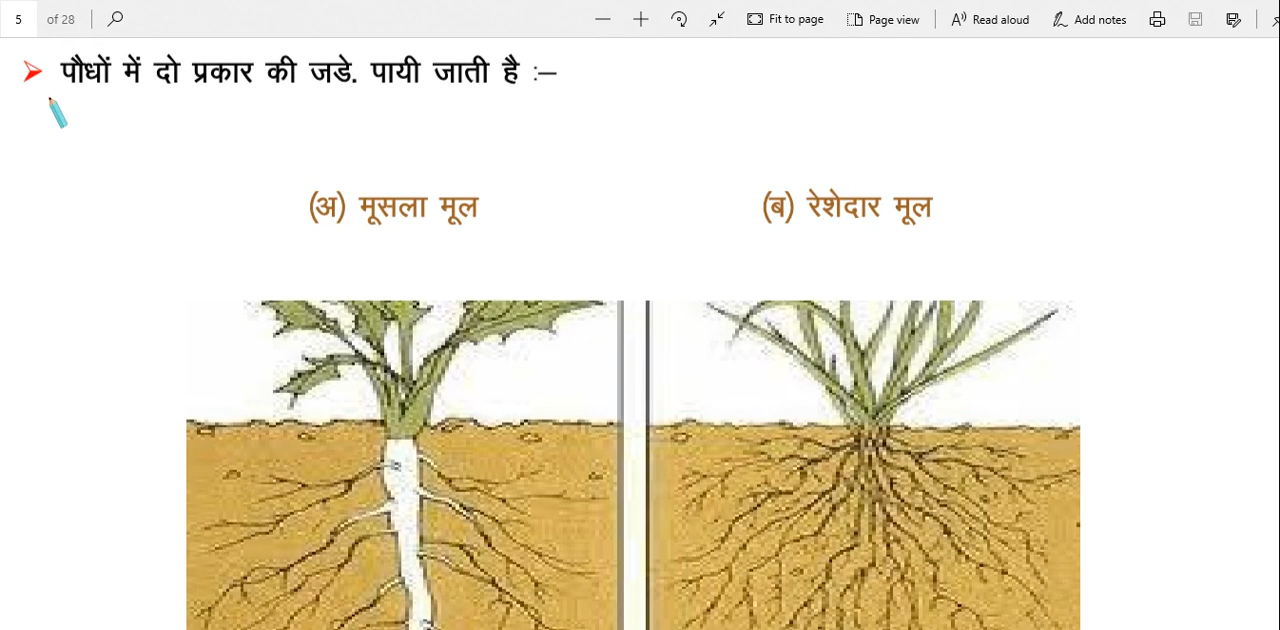 5 of 28 Fit to page Page view Read aloud Add notes
पौधों में दो प्रकार की जडे. पायी जाती है :–
(अ) मूसला मूल (ब) रेशेदार मूल